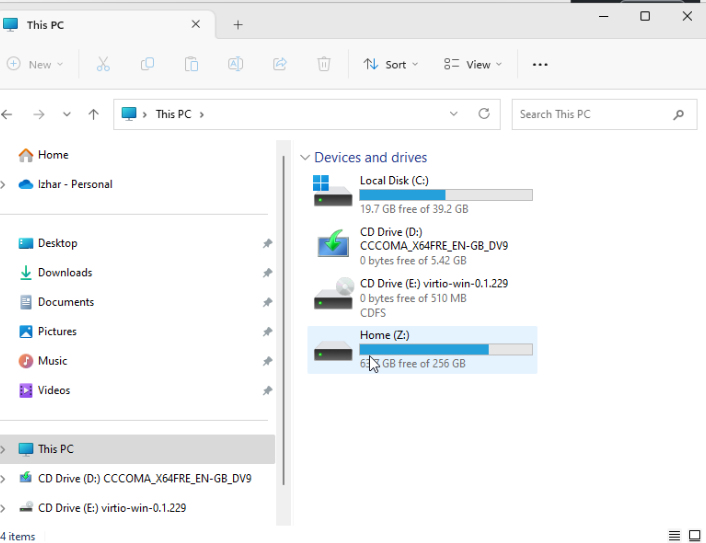 This PC
New
Sort
View
This PC
Search This PC
Home
Izhar - Personal
Desktop
Downloads
Documents
Pictures
Music
Videos
This PC
CD Drive (D:) CCCOMA_X64FRE_EN-GB_DV9
CD Drive (E:) virtio-win-0.1.229
Devices and drives
Local Disk (C:)
19.7 GB free of 39.2 GB
CD Drive (D:)
CCCOMA_X64FRE_EN-GB_DV9
0 bytes free of 5.42 GB
CD Drive (E:) virtio-win-0.1.229
0 bytes free of 510 MB
CDFS
Home (Z:)
GB free of 256 GB
4 items